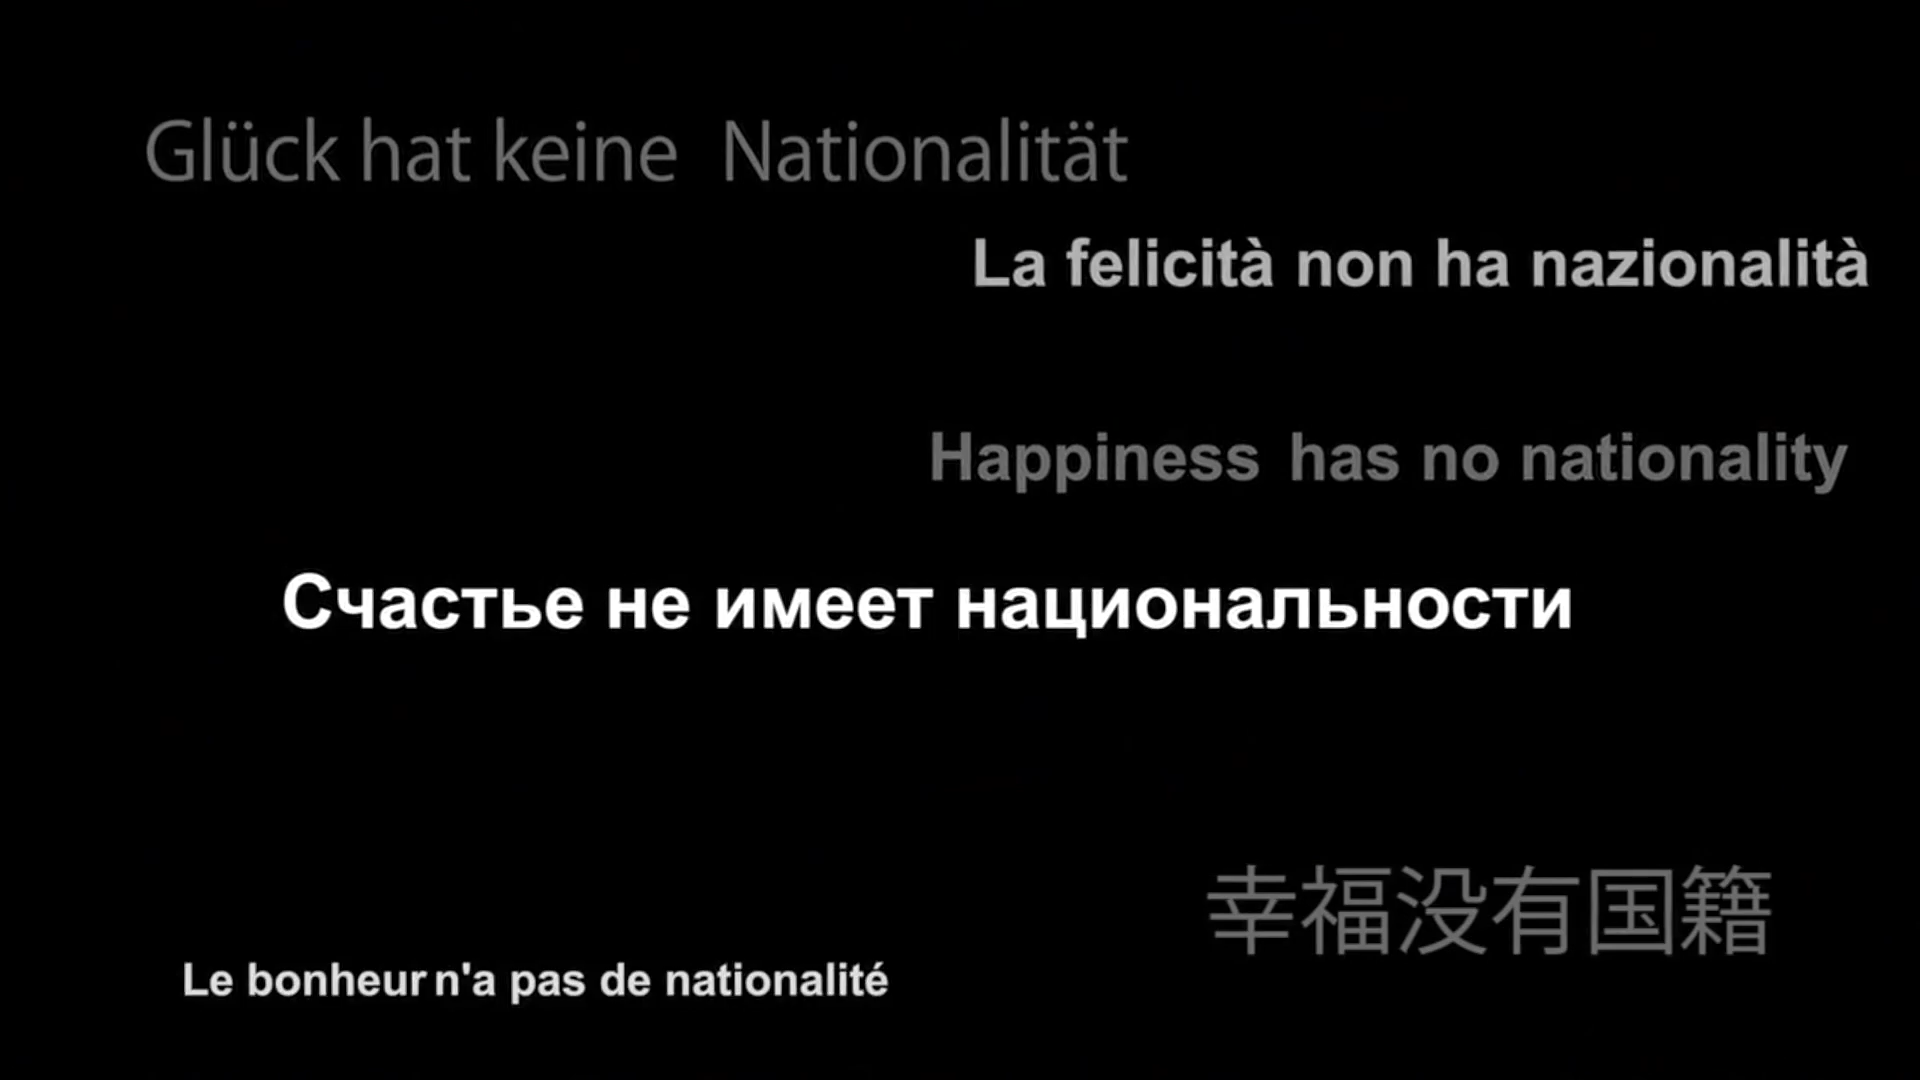 Glück hat keine Nationalität
La felicità non ha nazionalità
Happiness has no nationality
Счастье не имеет национальности
幸福没有国籍
Le bonheur n'a pas de nationalité